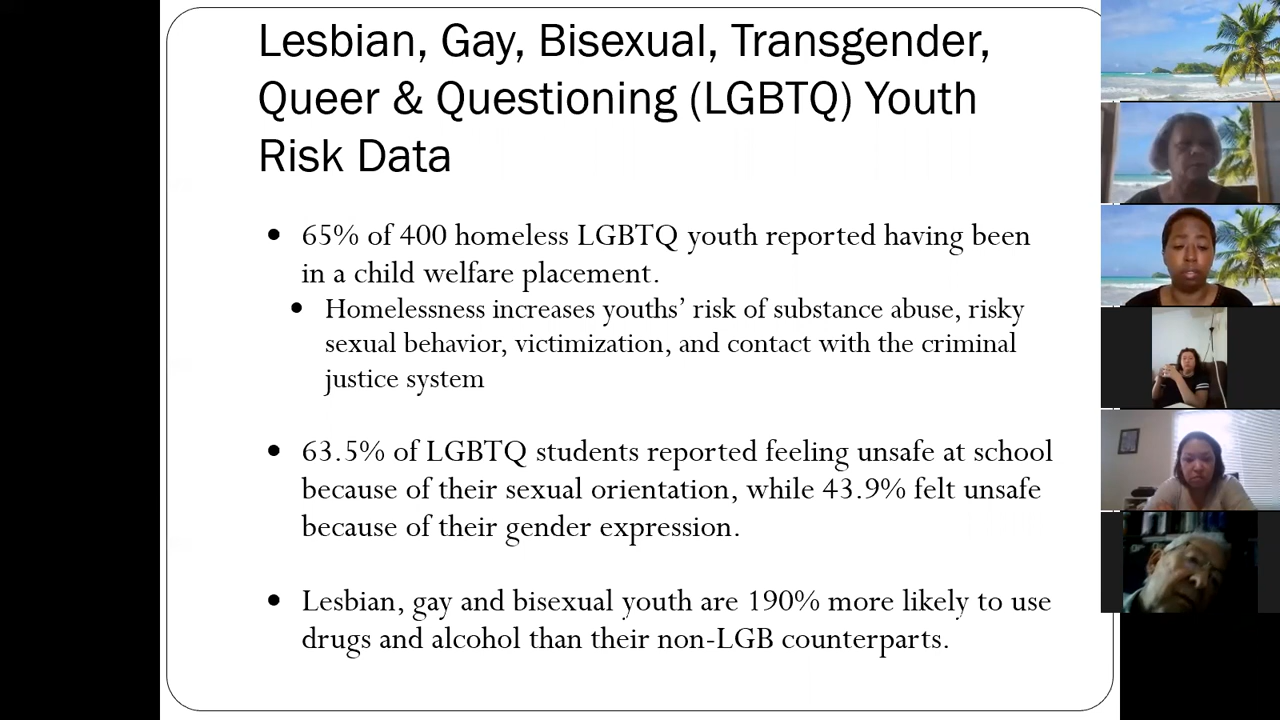 Lesbian, Gay, Bisexual, Transgender,
Queer & Questioning (LGBTQ) Youth
Risk Data
• 65% of 400 homeless LGBTQ youth reported having been
in a child welfare placement.
• Homelessness increases youths’ risk of substance abuse, risky
sexual behavior, victimization, and contact with the criminal
justice system
• 63.5% of LGBTQ students reported feeling unsafe at school
because of their sexual orientation, while 43.9% felt unsafe
because of their gender expression.
• Lesbian, gay and bisexual youth are 190% more likely to use
drugs and alcohol than their non-LGB counterparts.